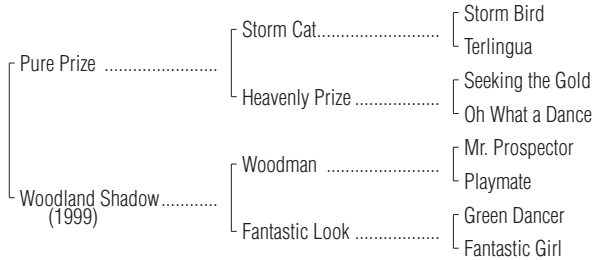 Storm Bird
Storm Cat....................
Terlingua
Pure Prize ........................
Seeking the Gold
Heavenly Prize ..................
Oh What a Dance
Mr. Prospector
Woodman ........................
Playmate
Woodland Shadow............
(1999)
Green Dancer
Fantastic Look ..................
Fantastic Girl